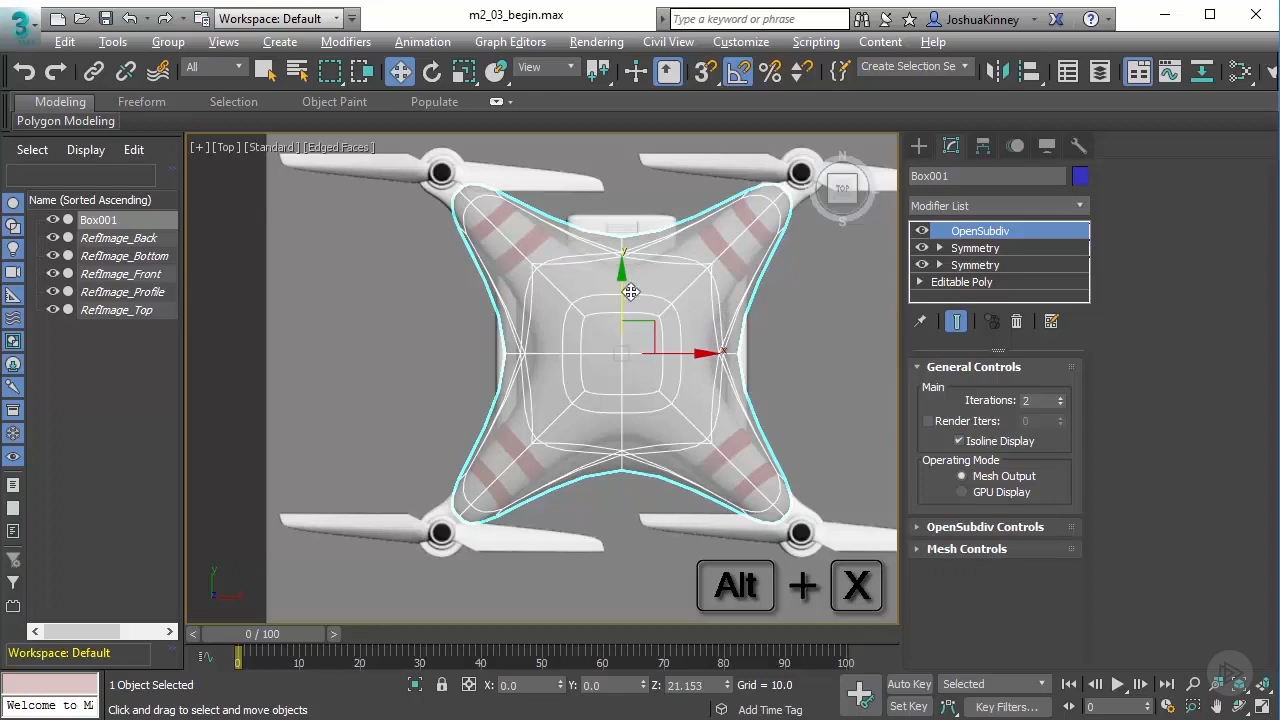 3
Workspace: Default
m2_03_begin.max
Type a keyword or phrase
JoshuaKinney
Edit Tools Group Views Create Modifiers Animation Graph Editors Rendering Civil View Customize Scripting Content Help
All View Create Selection Se
Modeling Freeform Selection Object Paint Populate
Polygon Modeling
Select Display Edit
Name (Sorted Ascending)
Box001
RefImage_Back
RefImage_Bottom
RefImage_Front
RefImage_Profile
RefImage_Top
Workspace: Default
[ + ] [ Top ] [ Standard ] [ Edged Faces ]
N
TOP
S
y
x
Alt + X
y
Box001
Modifier List
OpenSubdiv
Symmetry
Symmetry
Editable Poly
General Controls
Main
Iterations: 2
Render Iters: 0
Isoline Display
Operating Mode
Mesh Output
GPU Display
OpenSubdiv Controls
Mesh Controls
0 / 100
0 10 20 30 40 50 60 70 80 90 100
1 Object Selected
X: 0.0 Y: 0.0 Z: 21.153 Grid = 10.0
Auto Key Selected
Welcome to M
Click and drag to select and move objects
Add Time Tag
Set Key Key Filters... 0